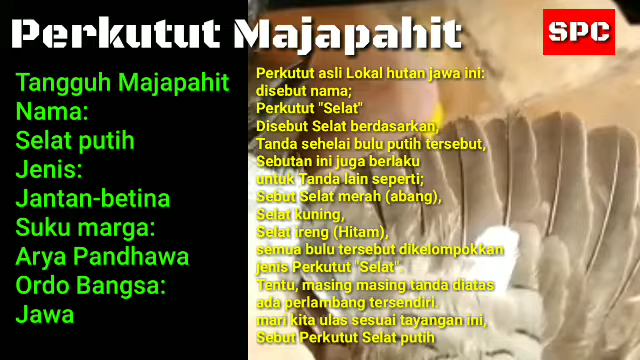 Perkutut Majapahit
SPC
Tangguh Majapahit
Nama:
Selat putih
Jenis:
Jantan-betina
Suku marga:
Arya Pandhawa
Ordo Bangsa:
Jawa
Perkutut asli Lokal hutan jawa ini:
disebut nama;
Perkutut "Selat"
Disebut Selat berdasarkan,
Tanda sehelai bulu putih tersebut,
Sebutan ini juga berlaku
untuk Tanda lain seperti;
Sebut Selat merah (abang),
Selat kuning,
Selat ireng (Hitam),
semua bulu tersebut dikelompokkan
jenis Perkutut "Selat".
Tentu, masing masing tanda diatas
ada perlambang tersendiri.
mari kita ulas sesuai tayangan ini,
Sebut Perkutut Selat putih